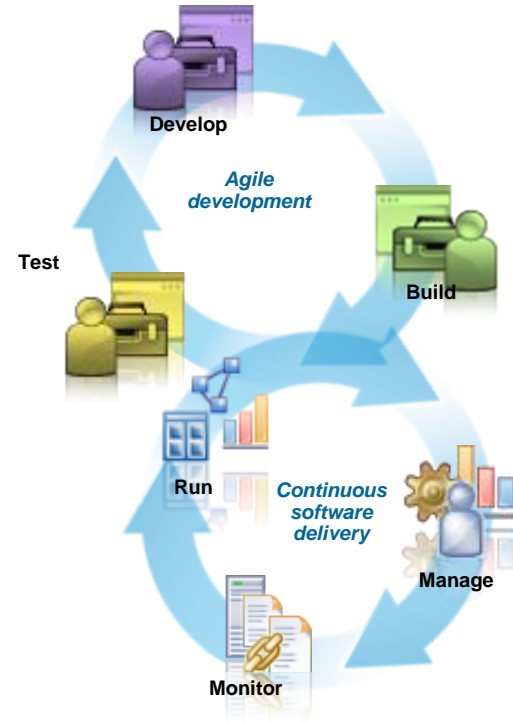 Develop
Agile
development
Test
Build
Run
Continuous
software
delivery
Manage
Monitor